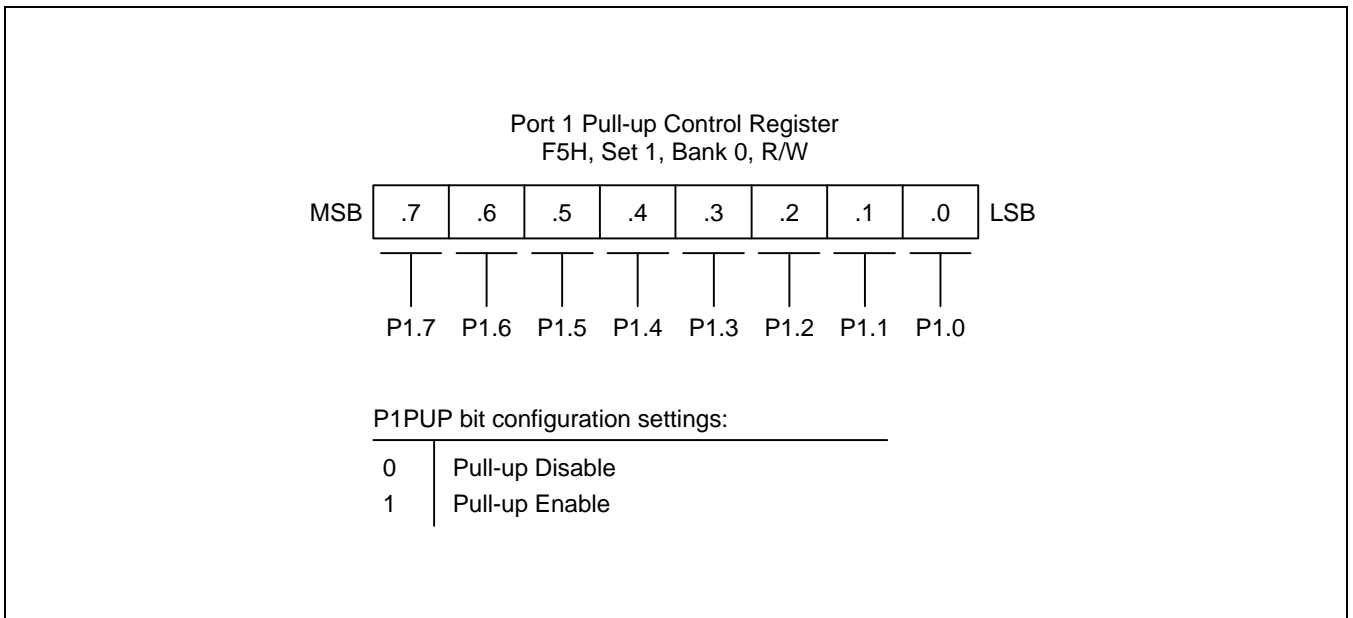 Port 1 Pull-up Control Register
F5H, Set 1, Bank 0, R/W
MSB .7 .6 .5 .4 .3 .2 .1 .0 LSB
P1.7 P1.6 P1.5 P1.4 P1.3 P1.2 P1.1 P1.0
P1PUP bit configuration settings:
0 Pull-up Disable
1 Pull-up Enable